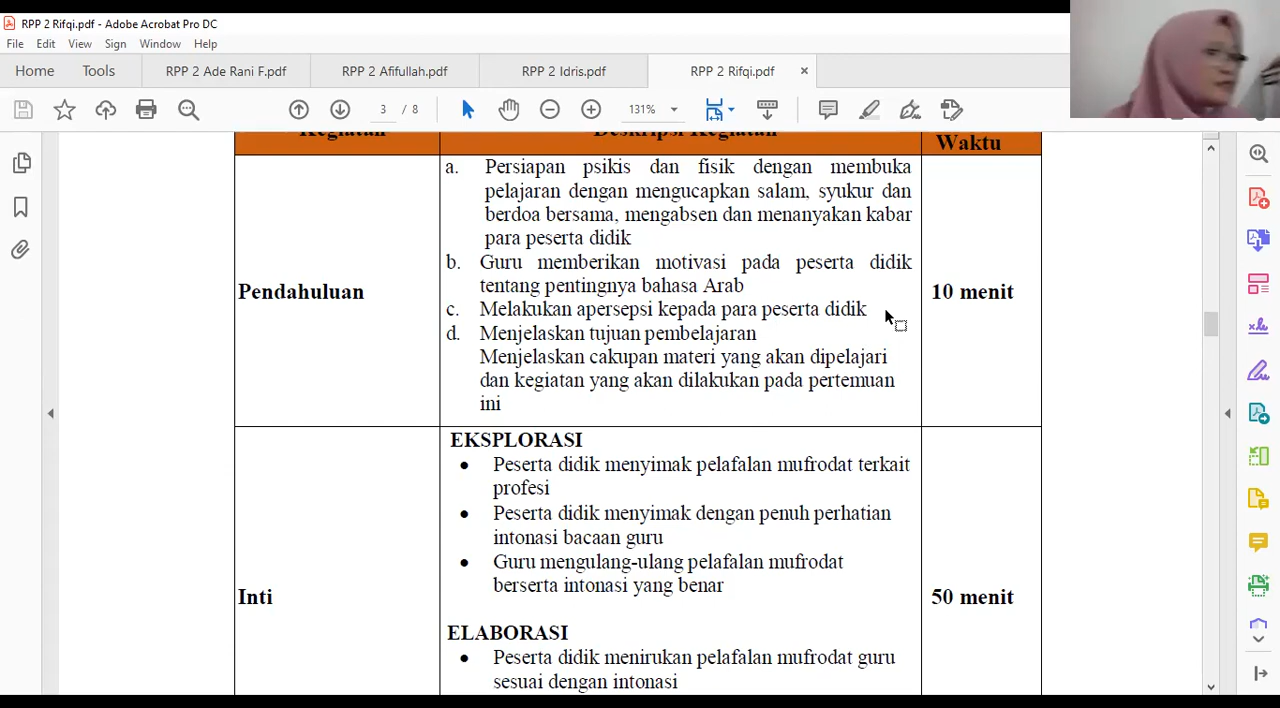 RPP 2 Rifqi.pdf - Adobe Acrobat Pro DC
File Edit View Sign Window Help
Home Tools RPP 2 Ade Rani F.pdf RPP 2 Afifullah.pdf RPP 2 Idris.pdf RPP 2 Rifqi.pdf ×
3 / 8 131%
Kegiatan Deskripsi Kegiatan Waktu
a. Persiapan psikis dan fisik dengan membuka
pelajaran dengan mengucapkan salam, syukur dan
berdoa bersama, mengabsen dan menanyakan kabar
para peserta didik
b. Guru memberikan motivasi pada peserta didik
tentang pentingnya bahasa Arab
Pendahuluan 10 menit
c. Melakukan apersepsi kepada para peserta didik
d. Menjelaskan tujuan pembelajaran
Menjelaskan cakupan materi yang akan dipelajari
dan kegiatan yang akan dilakukan pada pertemuan
ini
EKSPLORASI
• Peserta didik menyimak pelafalan mufrodat terkait
profesi
• Peserta didik menyimak dengan penuh perhatian
intonasi bacaan guru
• Guru mengulang-ulang pelafalan mufrodat
berserta intonasi yang benar
Inti 50 menit
ELABORASI
• Peserta didik menirukan pelafalan mufrodat guru
sesuai dengan intonasi